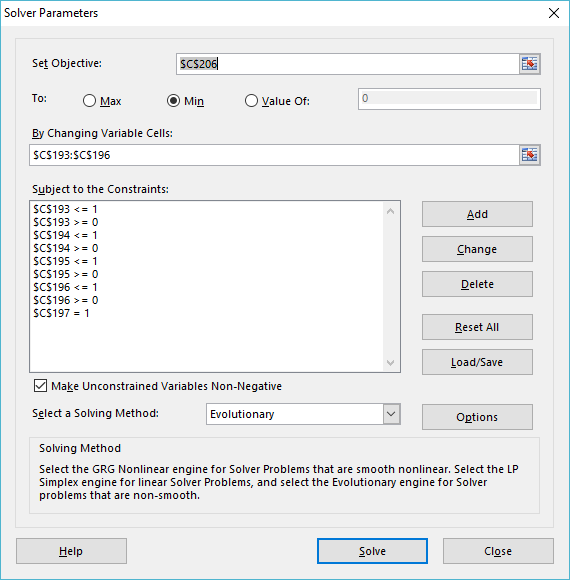 Solver Parameters
Set Objective: $C$206
To: Max Min Value Of: 0
By Changing Variable Cells:
$C$193:$C$196
Subject to the Constraints:
$C$193 <= 1
$C$193 >= 0
$C$194 <= 1
$C$194 >= 0
$C$195 <= 1
$C$195 >= 0
$C$196 <= 1
$C$196 >= 0
$C$197 = 1
Add
Change
Delete
Reset All
Load/Save
Make Unconstrained Variables Non-Negative
Select a Solving Method: Evolutionary Options
Solving Method
Select the GRG Nonlinear engine for Solver Problems that are smooth nonlinear. Select the LP
Simplex engine for linear Solver Problems, and select the Evolutionary engine for Solver
problems that are non-smooth.
Help Solve Close